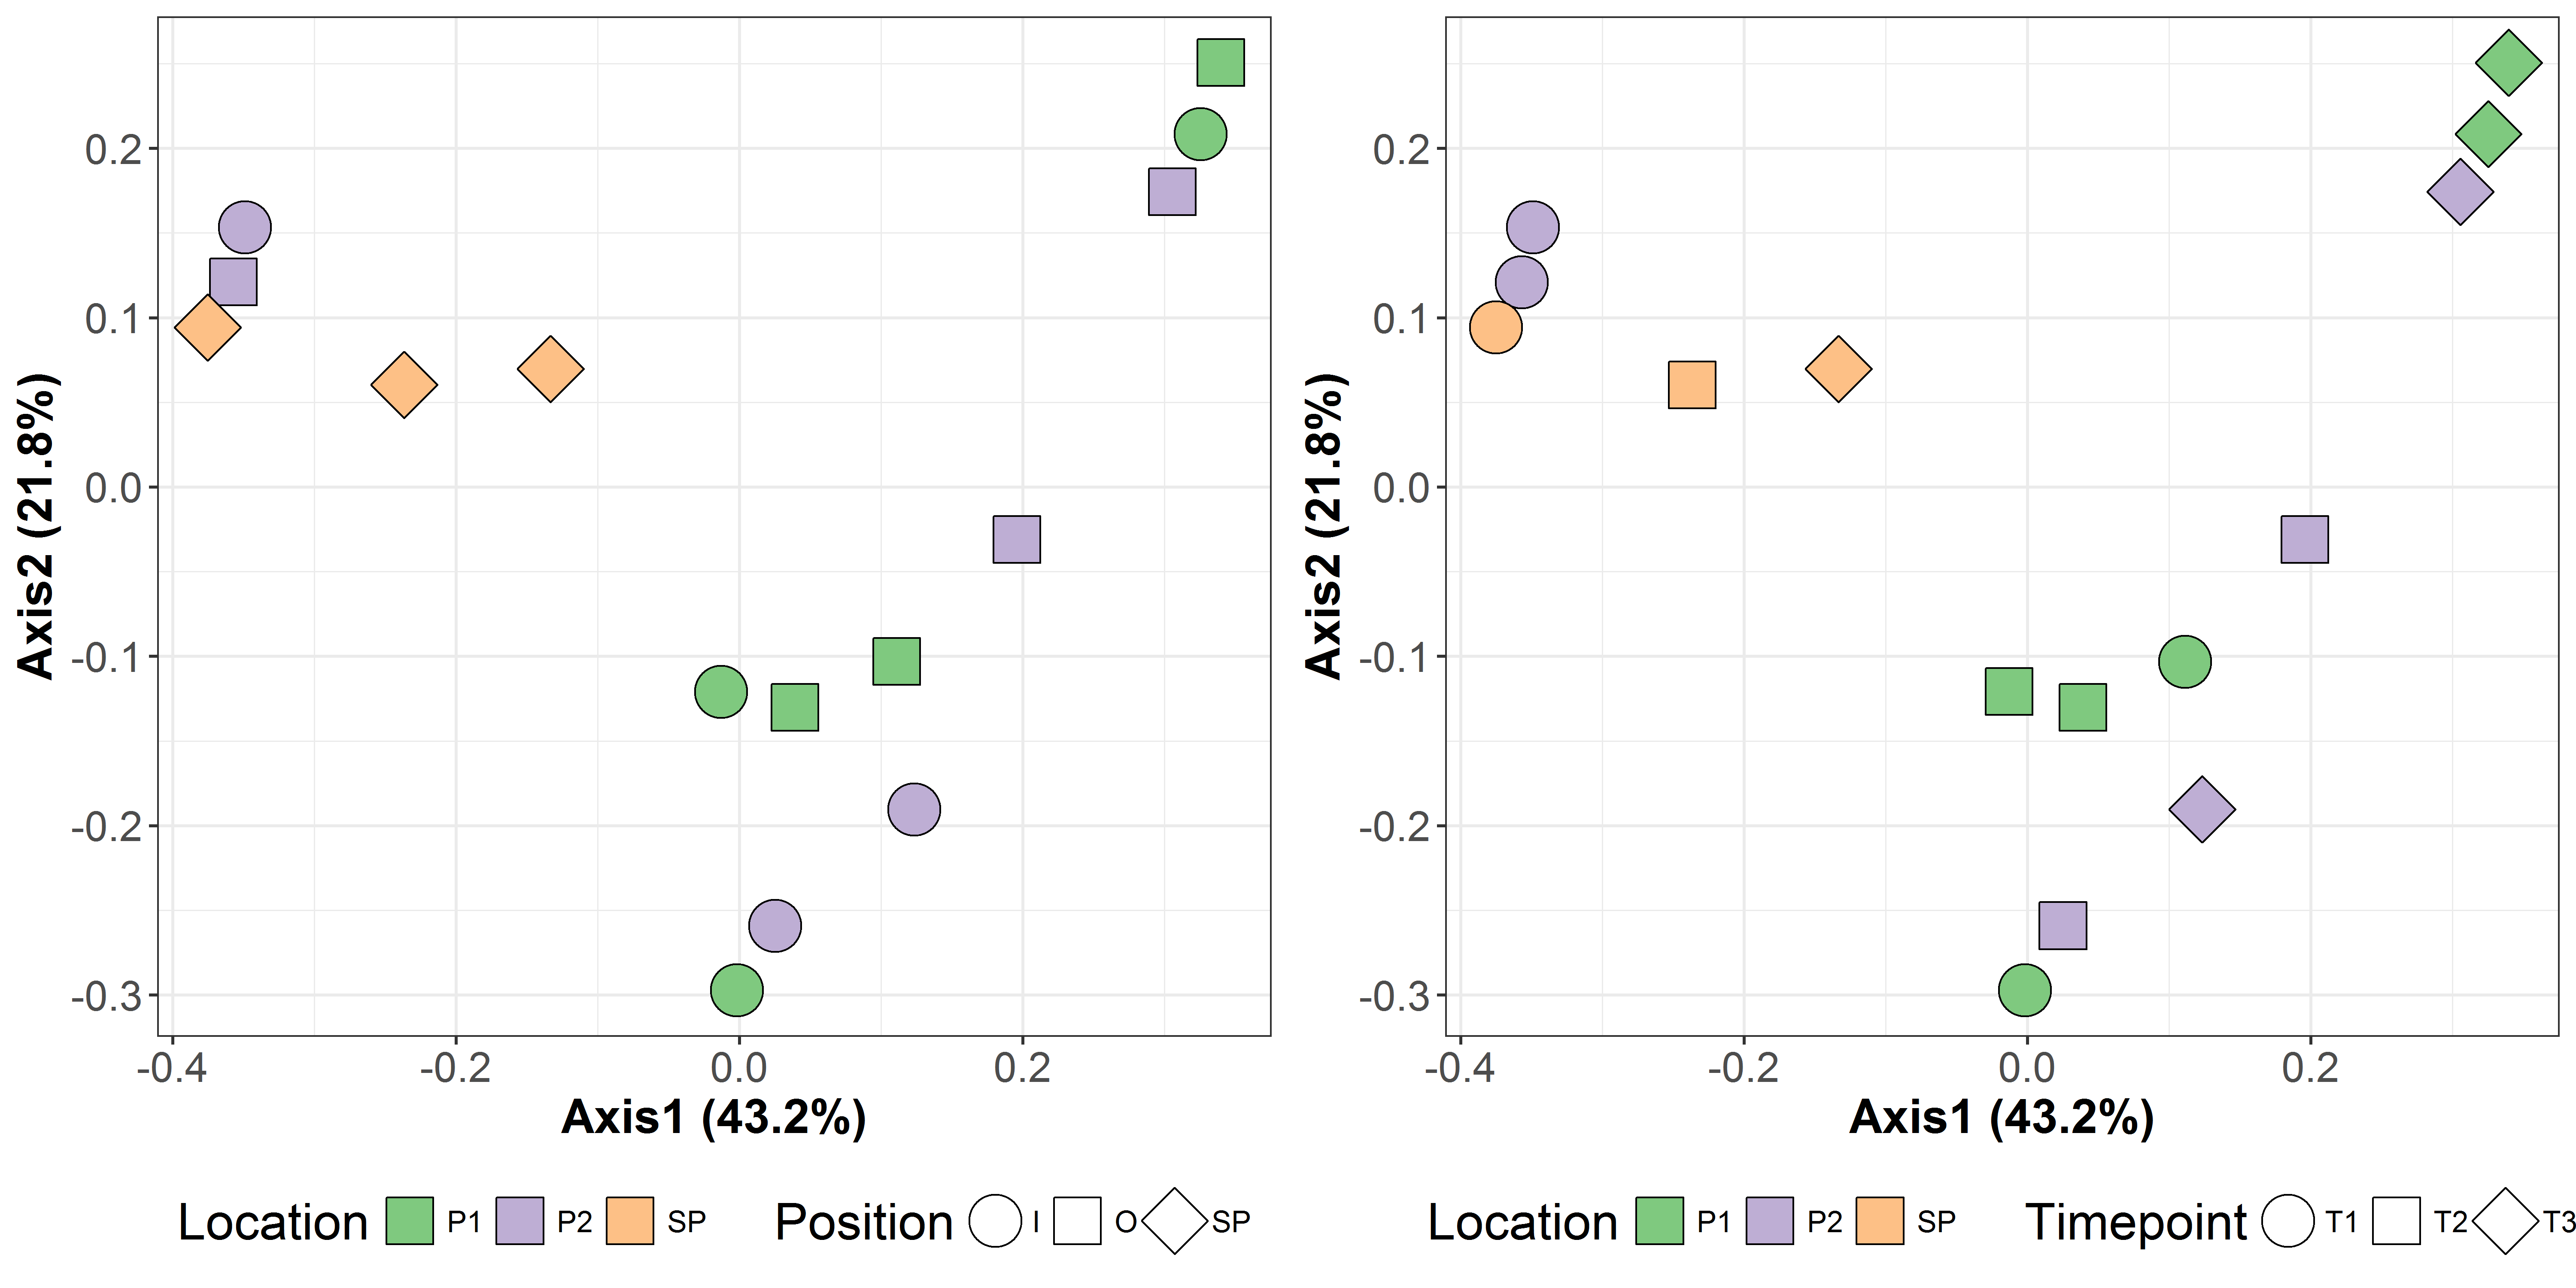 Axis2 (21.8%)
0.2
0.1
0.0
-0.1
-0.2
-0.3
-0.4 -0.2 0.0 0.2
Axis1 (43.2%)
Location P1 P2 SP Position I O SP
Axis2 (21.8%)
0.2
0.1
0.0
-0.1
-0.2
-0.3
-0.4 -0.2 0.0 0.2
Axis1 (43.2%)
Location P1 P2 SP Timepoint T1 T2 T3